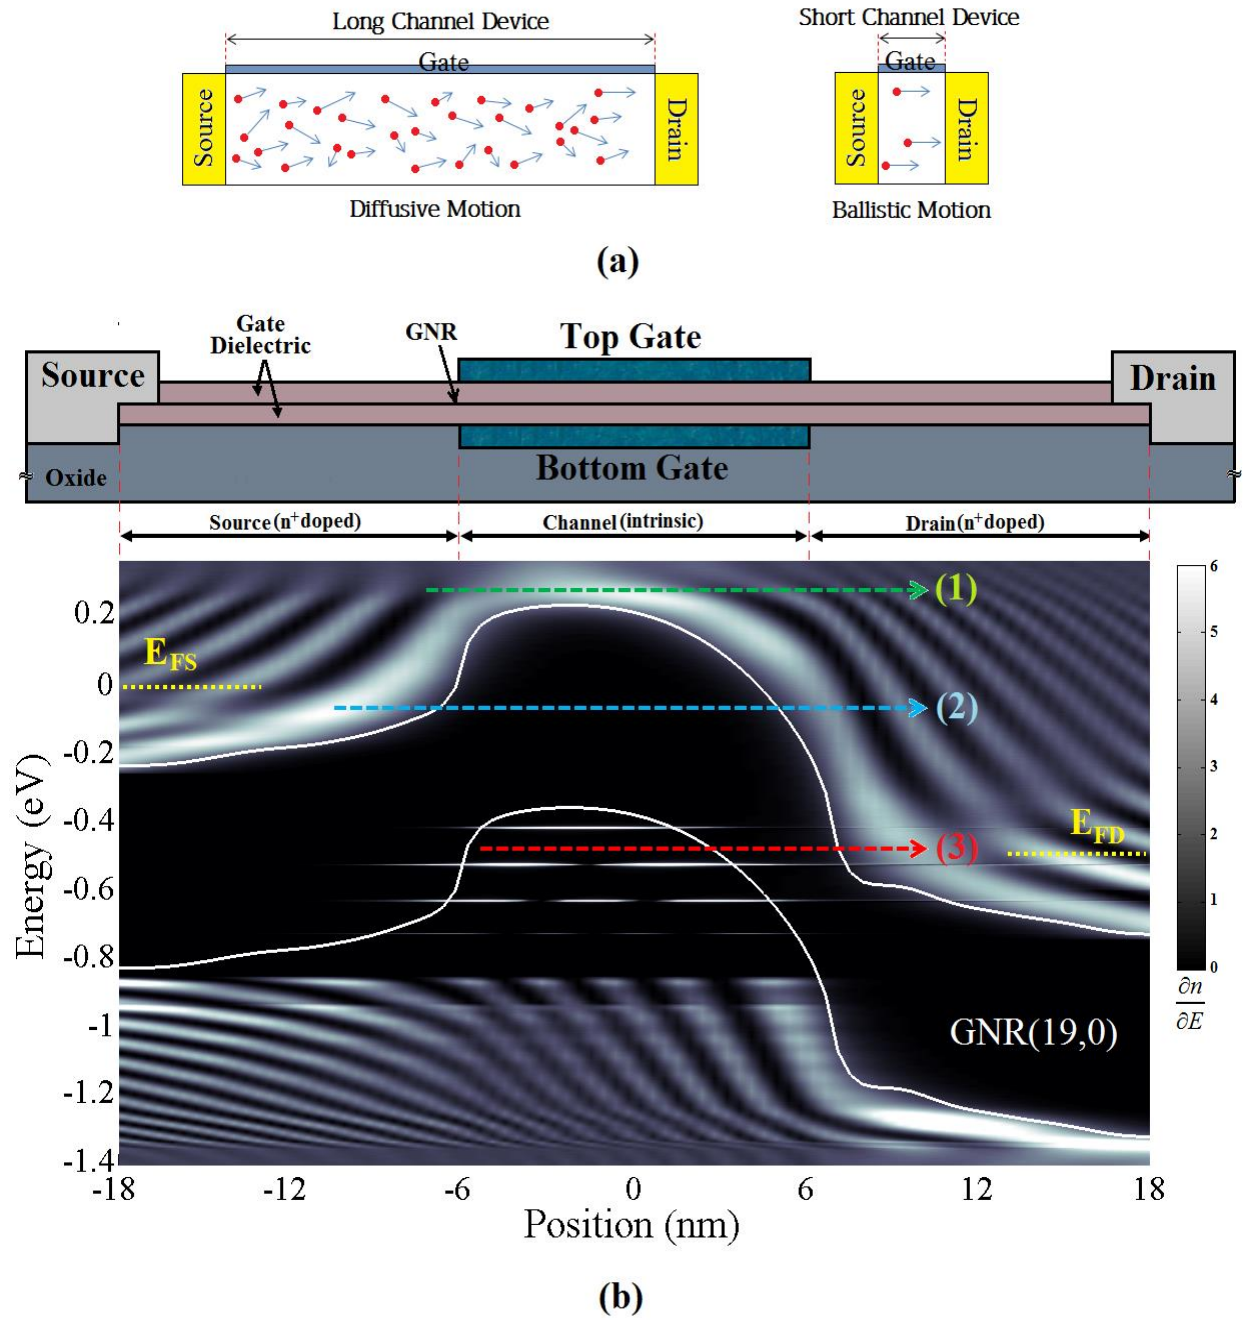 Long Channel Device
Short Channel Device
Gate
Gate
Source
Drain
Source
Drain
Diffusive Motion
Ballistic Motion
(a)
Gate
Dielectric
GNR
Top Gate
Source
Drain
Oxide
Bottom Gate
≈
≈
Source (n⁺doped)
Channel (intrinsic)
Drain (n⁺doped)
(1)
0.2
E_FS
0
(2)
-0.2
-0.4
E_FD
(3)
-0.6
-0.8
-1
GNR(19,0)
-1.2
-1.4
Energy (eV)
6
5
4
3
2
1
0
∂n
∂E
-18
-12
-6
0
6
12
18
Position (nm)
(b)